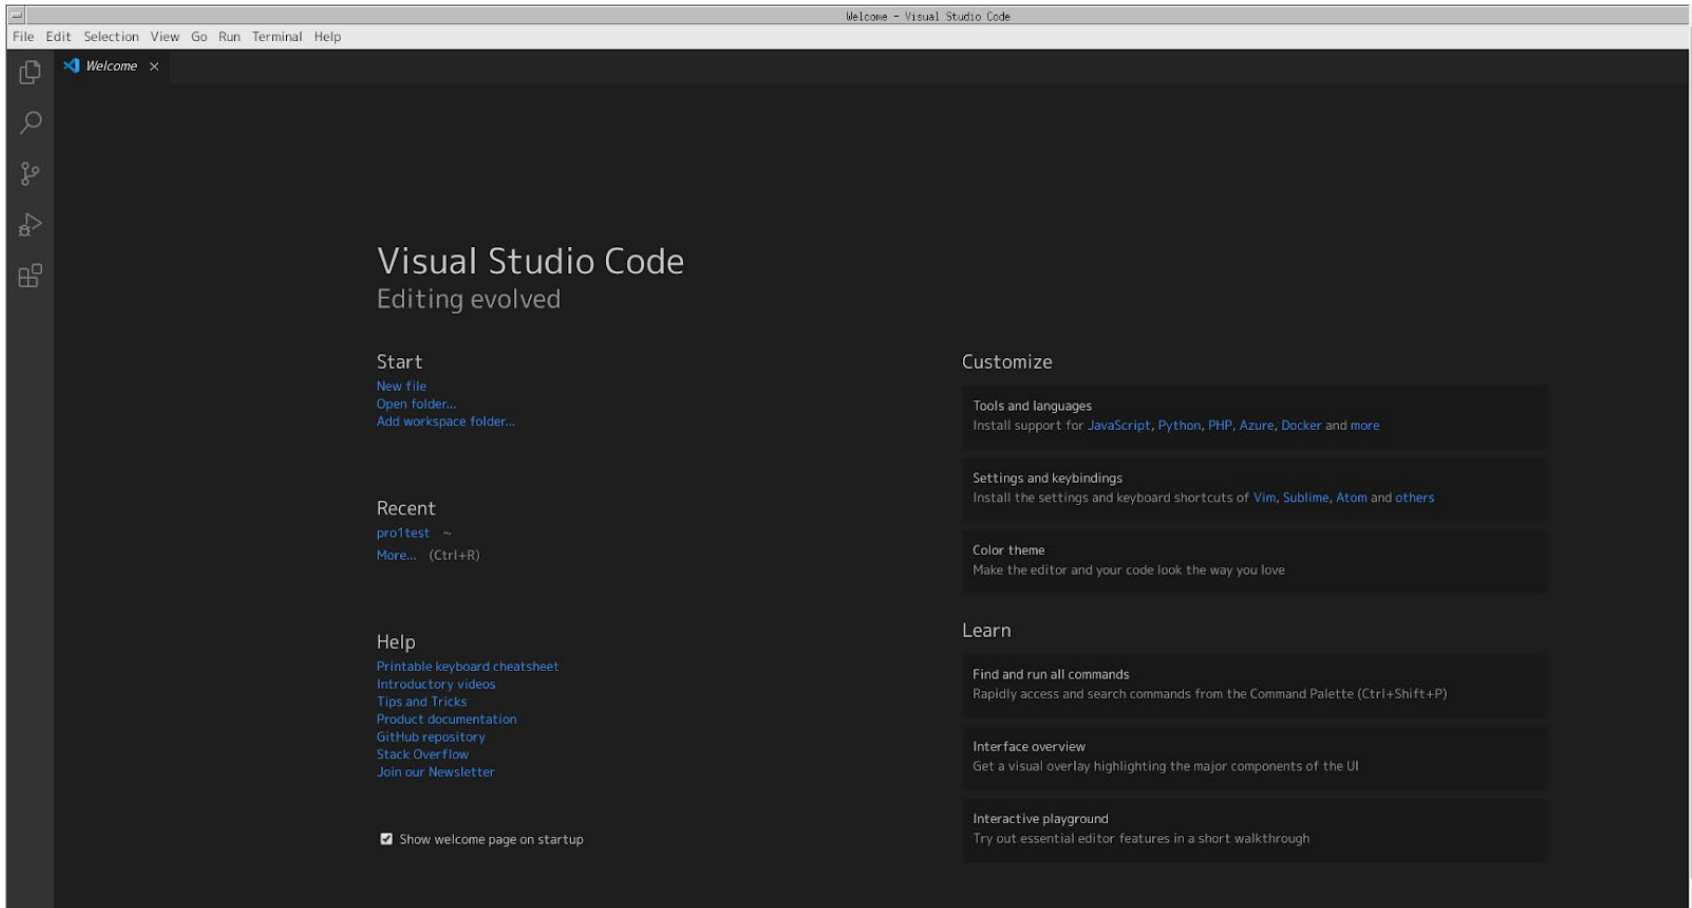 Welcome - Visual Studio Code
File Edit Selection View Go Run Terminal Help
Welcome
Visual Studio Code
Editing evolved
Start
New file
Open folder...
Add workspace folder...
Recent
pro1test ~
More... (Ctrl+R)
Help
Printable keyboard cheatsheet
Introductory videos
Tips and Tricks
Product documentation
GitHub repository
Stack Overflow
Join our Newsletter
Show welcome page on startup
Customize
Tools and languages
Install support for JavaScript, Python, PHP, Azure, Docker and more
Settings and keybindings
Install the settings and keyboard shortcuts of Vim, Sublime, Atom and others
Color theme
Make the editor and your code look the way you love
Learn
Find and run all commands
Rapidly access and search commands from the Command Palette (Ctrl+Shift+P)
Interface overview
Get a visual overlay highlighting the major components of the UI
Interactive playground
Try out essential editor features in a short walkthrough